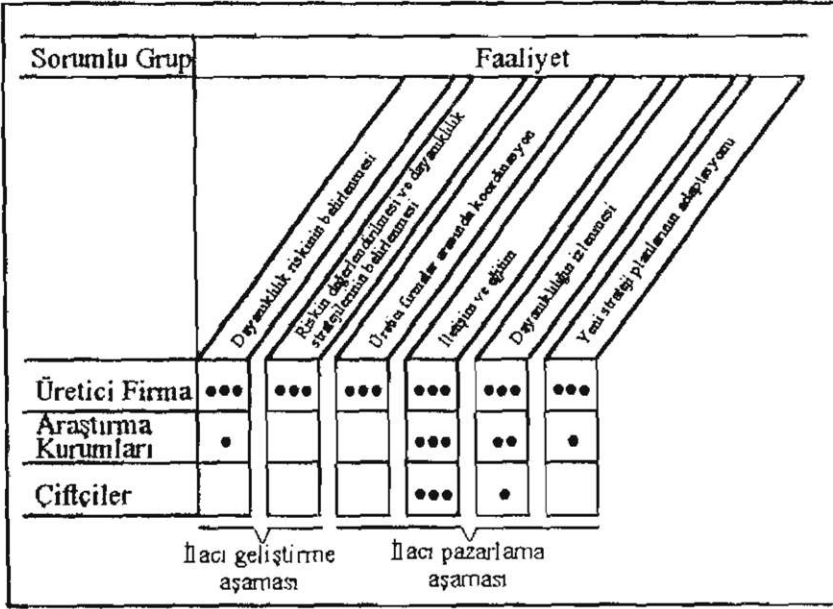 Sorumlu Grup
Faaliyet
Dayanıklılık riskinin belirlenmesi
Riskin değerlendirilmesi ve dayanıklılık
stratejilerinin belirlenmesi
Üretici firmalar arasında koordinasyon
İletişim ve eğitim
Dayanıklılığın izlenmesi
Yeni strateji planlarının adaptasyonu
Üretici Firma ●●● ●●● ●●● ●●● ●●● ●●●
Araştırma
Kurumları ● ●●● ●● ●
Çiftçiler ●●● ●
İlacı geliştirme
aşaması
İlacı pazarlama
aşaması